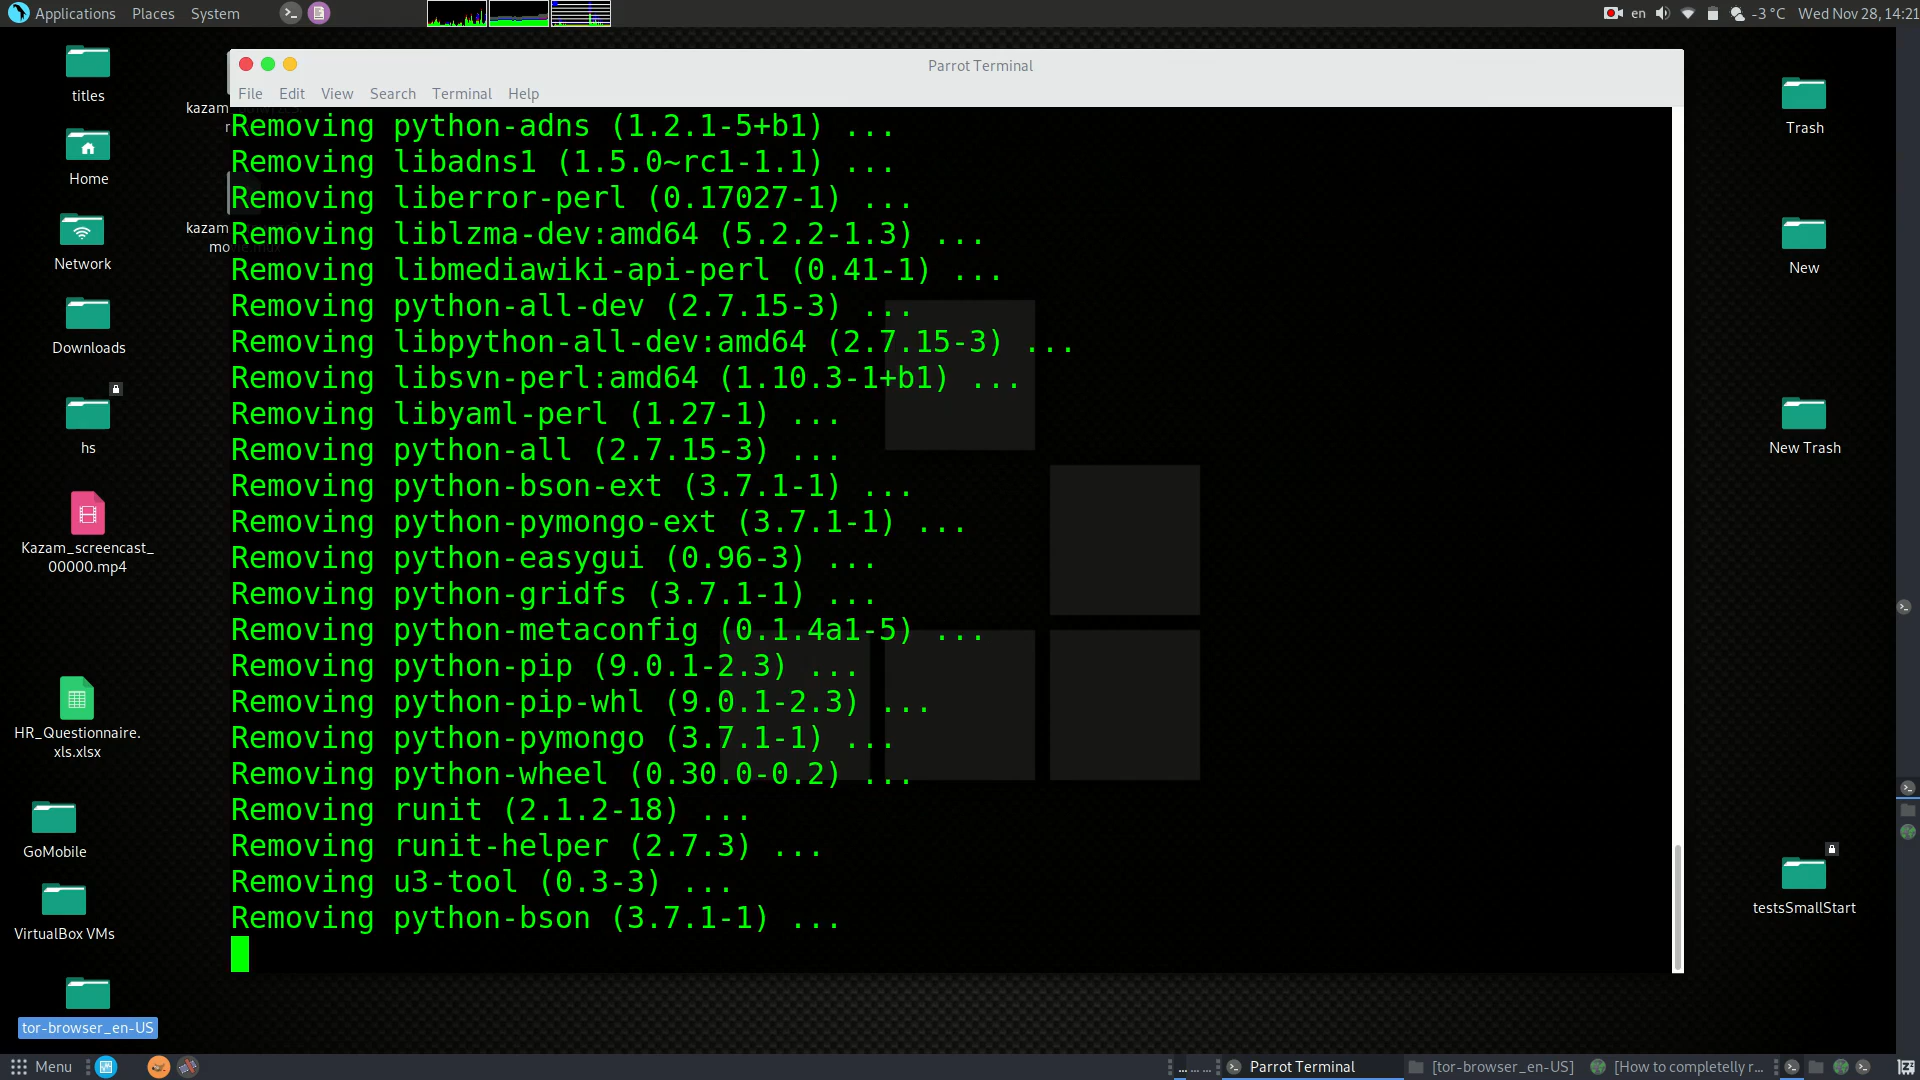 Applications Places System
en -3 °C Wed Nov 28, 14:21
Parrot Terminal
File Edit View Search Terminal Help
Removing python-adns (1.2.1-5+b1) ...
Removing libadns1 (1.5.0~rc1-1.1) ...
Removing liberror-perl (0.17027-1) ...
Removing liblzma-dev:amd64 (5.2.2-1.3) ...
Removing libmediawiki-api-perl (0.41-1) ...
Removing python-all-dev (2.7.15-3) ...
Removing libpython-all-dev:amd64 (2.7.15-3) ...
Removing libsvn-perl:amd64 (1.10.3-1+b1) ...
Removing libyaml-perl (1.27-1) ...
Removing python-all (2.7.15-3) ...
Removing python-bson-ext (3.7.1-1) ...
Removing python-pymongo-ext (3.7.1-1) ...
Removing python-easygui (0.96-3) ...
Removing python-gridfs (3.7.1-1) ...
Removing python-metaconfig (0.1.4a1-5) ...
Removing python-pip (9.0.1-2.3) ...
Removing python-pip-whl (9.0.1-2.3) ...
Removing python-pymongo (3.7.1-1) ...
Removing python-wheel (0.30.0-0.2) ...
Removing runit (2.1.2-18) ...
Removing runit-helper (2.7.3) ...
Removing u3-tool (0.3-3) ...
Removing python-bson (3.7.1-1) ...
titles
Home
Network
Downloads
hs
Kazam_screencast_
00000.mp4
HR_Questionnaire.
xls.xlsx
GoMobile
VirtualBox VMs
tor-browser_en-US
kazam
kazam
mo
Trash
New
New Trash
testsSmallStart
Menu
Parrot Terminal
[tor-browser_en-US]
[How to completelly r...